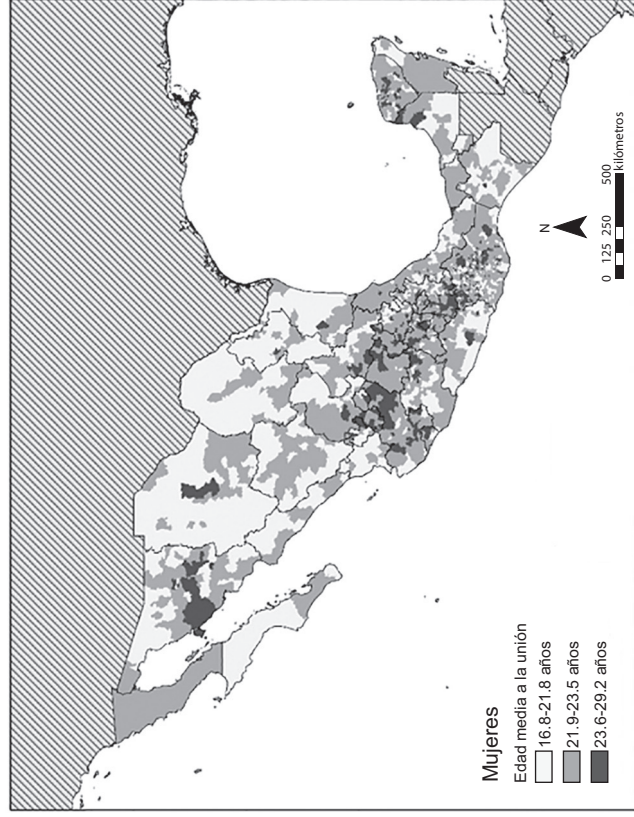 Mujeres
Edad media a la unión
16.8-21.8 años
21.9-23.5 años
23.6-29.2 años
N
0 125 250 500
kilómetros